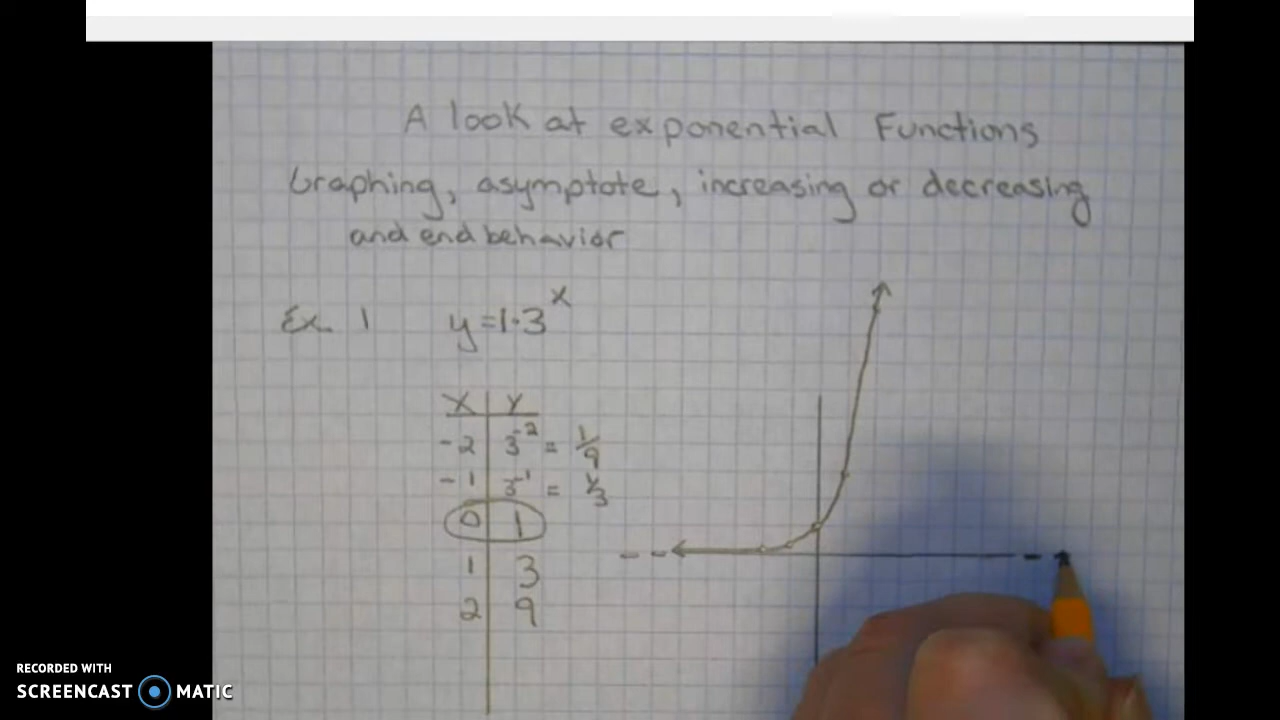 A look at exponential Functions
Graphing, asymptote, increasing or decreasing
and end behavior
Ex. 1 y=1·3^x
X Y
-2 3^-2 = 1/9
-1 3^-1 = 1/3
0 1
1 3
2 9
RECORDED WITH
SCREENCAST MATIC